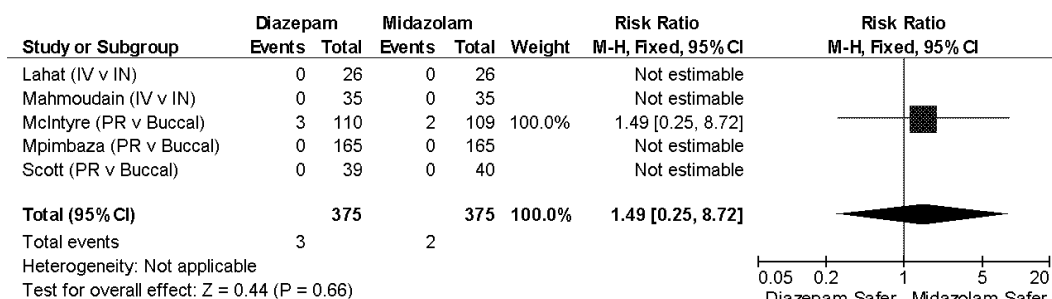 Diazepam Midazolam Risk Ratio Risk Ratio
Study or Subgroup Events Total Events Total Weight M-H, Fixed, 95% CI M-H, Fixed, 95% CI
Lahat (IV v IN) 0 26 0 26 Not estimable
Mahmoudain (IV v IN) 0 35 0 35 Not estimable
McIntyre (PR v Buccal) 3 110 2 109 100.0% 1.49 [0.25, 8.72]
Mpimbaza (PR v Buccal) 0 165 0 165 Not estimable
Scott (PR v Buccal) 0 39 0 40 Not estimable
Total (95% CI) 375 375 100.0% 1.49 [0.25, 8.72]
Total events 3 2
Heterogeneity: Not applicable
Test for overall effect: Z = 0.44 (P = 0.66)
0.05 0.2 1 5 20
Diazepam Safer Midazolam Safer